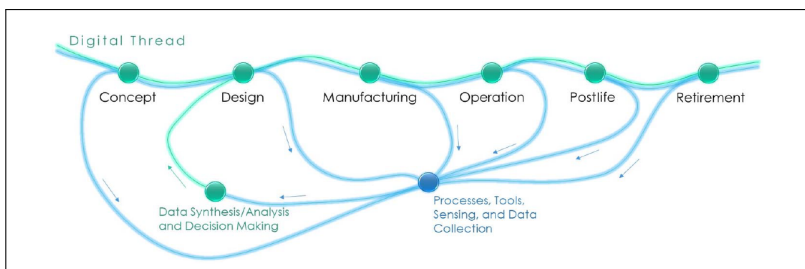 Digital Thread
Concept
Design
Manufacturing
Operation
Postlife
Retirement
Data Synthesis/Analysis
and Decision Making
Processes, Tools,
Sensing, and Data
Collection